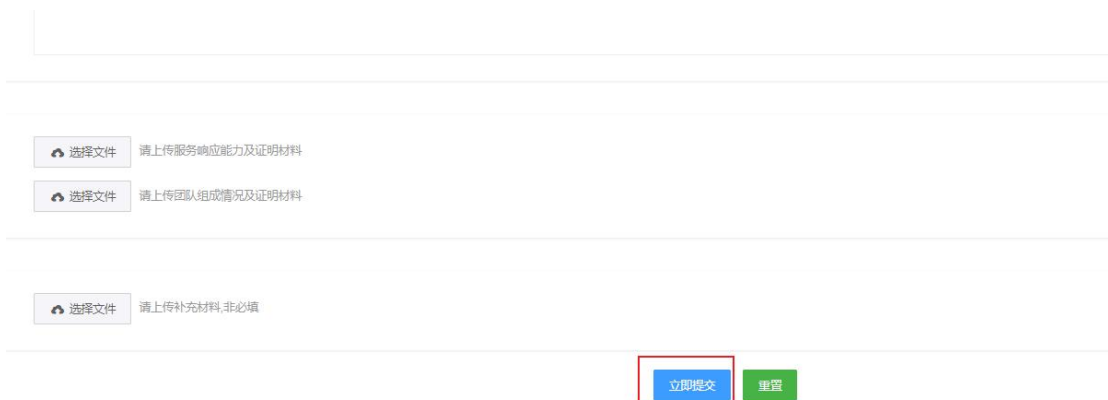 选择文件 请上传服务响应能力及证明材料
选择文件 请上传团队组成情况及证明材料
选择文件 请上传补充材料,非必填
立即提交 重置